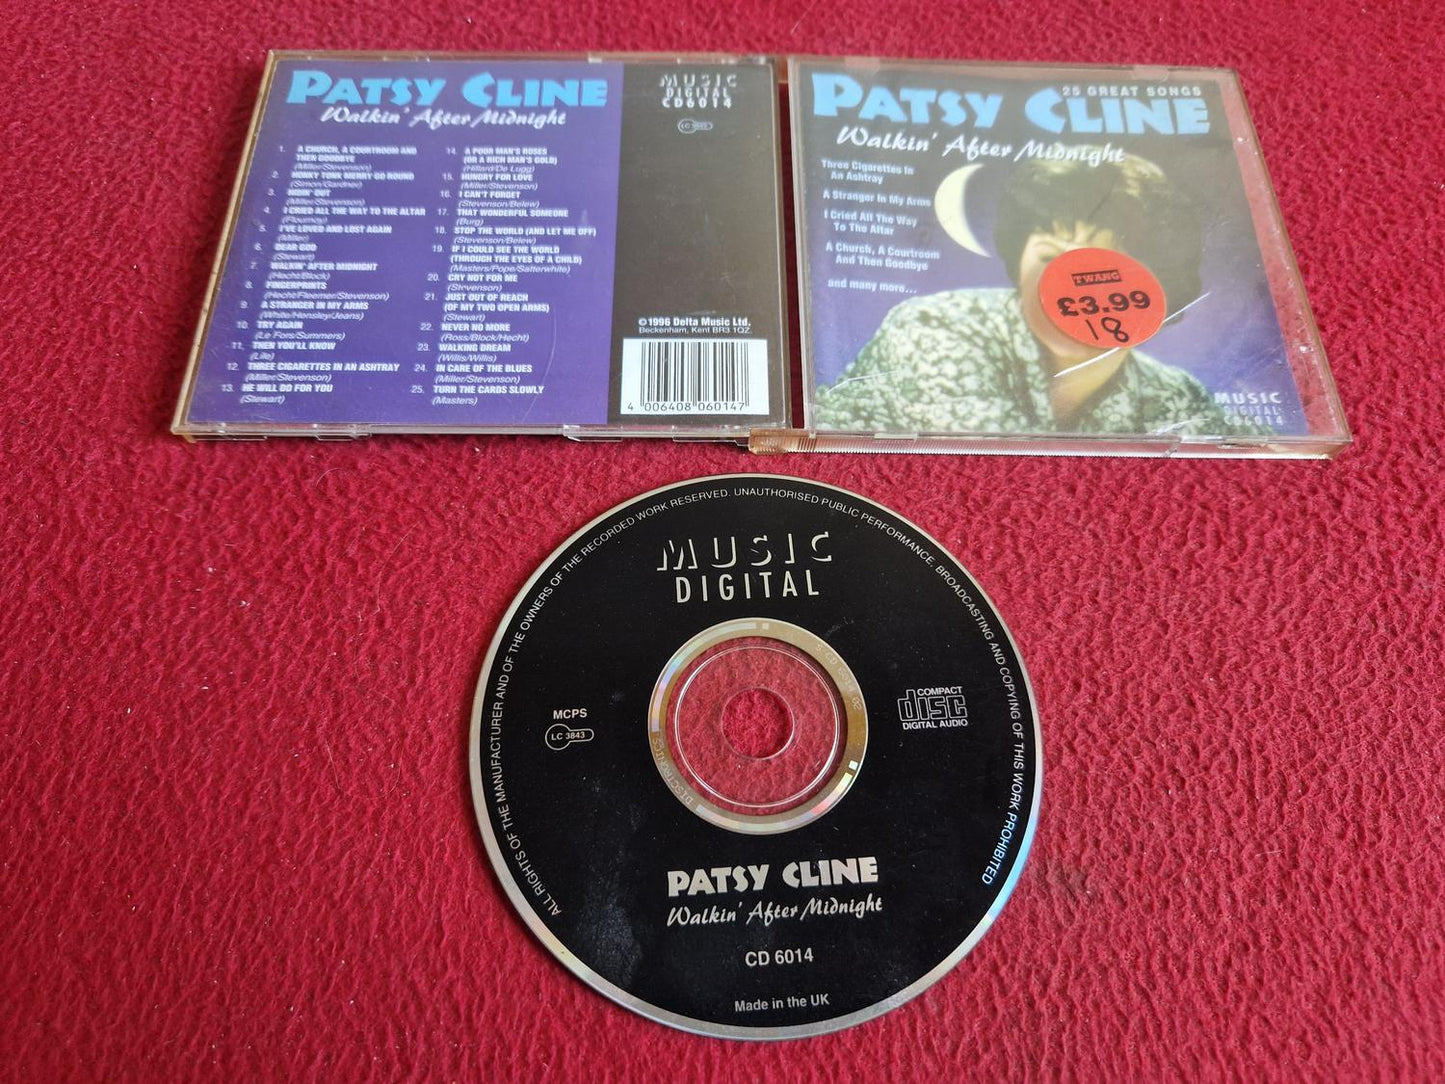 PATSY CLINE
Walkin' After Midnight
1. A CHURCH, A COURTROOM AND
THEN GOODBYE
(Miller/Stevenson)
2. HONKY TONK MERRY GO ROUND
(Simon/Gardner)
3. HIDIN' OUT
(Miller/Stevenson)
4. I CRIED ALL THE WAY TO THE ALTAR
(Flournoy)
5. I'VE LOVED AND LOST AGAIN
(Miller)
6. DEAR GOD
(Stewart)
7. WALKIN' AFTER MIDNIGHT
(Hecht/Block)
8. FINGERPRINTS
(Hecht/Fleemer/Stevenson)
9. A STRANGER IN MY ARMS
(White/Hensley/Jeans)
10. TRY AGAIN
(Le Fors/Summers)
11. THEN YOU'LL KNOW
(Lile)
12. THREE CIGARETTES IN AN ASHTRAY
(Miller/Stevenson)
13. HE WILL DO FOR YOU
(Stewart)
14. A POOR MAN'S ROSES
(OR A RICH MAN'S GOLD)
(Hillard/De Lugg)
15. HUNGRY FOR LOVE
(Miller/Stevenson)
16. I CAN'T FORGET
(Stevenson/Belew)
17. THAT WONDERFUL SOMEONE
(Burg)
18. STOP THE WORLD (AND LET ME OFF)
(Stevenson/Belew)
19. IF I COULD SEE THE WORLD
(THROUGH THE EYES OF A CHILD)
(Masters/Pope/Satterwhite)
20. CRY NOT FOR ME
(Stevenson)
21. JUST OUT OF REACH
(OF MY TWO OPEN ARMS)
(Stewart)
22. NEVER NO MORE
(Ross/Block/Hecht)
23. WALKING DREAM
(Willis/Willis)
24. IN CARE OF THE BLUES
(Miller/Stevenson)
25. TURN THE CARDS SLOWLY
(Masters)
MUSIC
DIGITAL
CD6014
LC 3843
©1996 Delta Music Ltd.
Beckenham, Kent BR3 1QZ.
4 006408 060147
25 GREAT SONGS
PATSY CLINE
Walkin' After Midnight
Three Cigarettes In
An Ashtray
A Stranger In My Arms
I Cried All The Way
To The Altar
A Church, A Courtroom
And Then Goodbye
and many more...
TWANG
£3.99
18
MUSIC
DIGITAL
CD6014
ALL RIGHTS OF THE MANUFACTURER AND OF THE OWNERS OF THE RECORDED WORK RESERVED. UNAUTHORISED PUBLIC PERFORMANCE, BROADCASTING AND COPYING OF THIS WORK PROHIBITED
MUSIC
DIGITAL
MCPS
LC 3843
COMPACT
disc
DIGITAL AUDIO
DISCTRONICS
PATSY CLINE
Walkin' After Midnight
CD 6014
Made in the UK